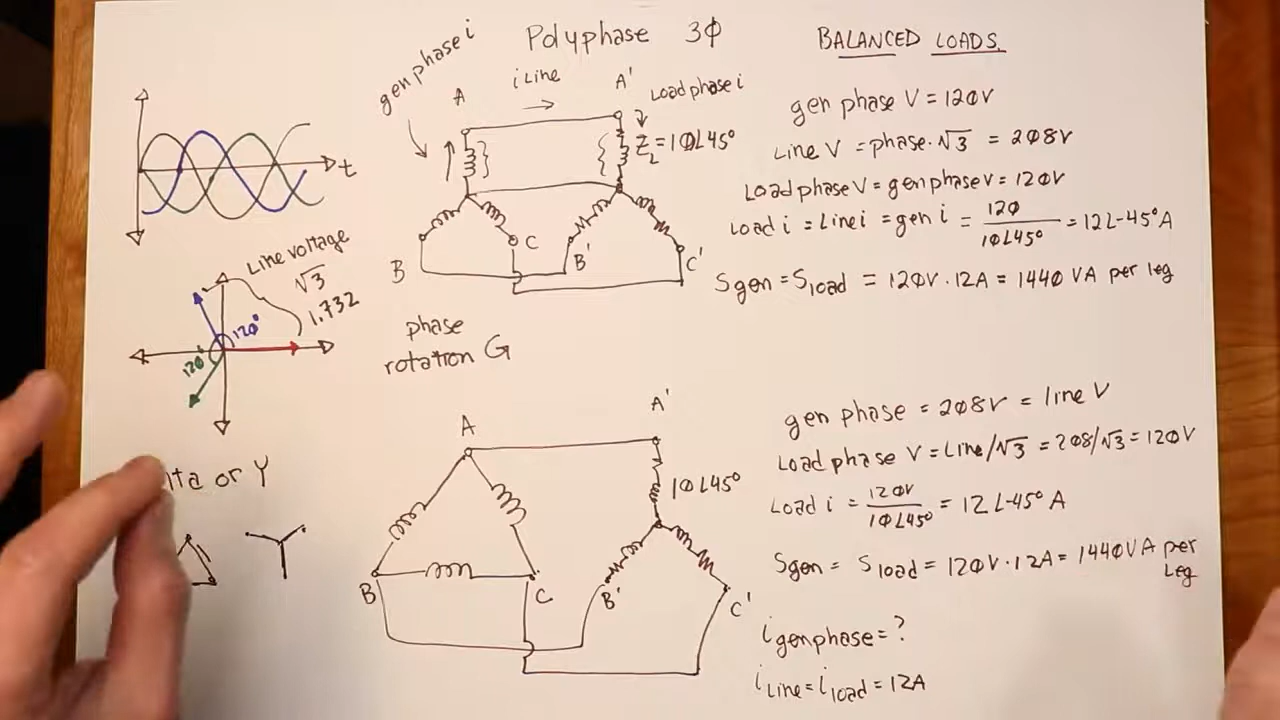 Polyphase 3Φ
BALANCED LOADS.
gen phase i
i Line
A
A'
Load phase i
Z_L = 10∠45°
t
B
C
B'
C'
Line voltage
√3
1.732
120°
120°
phase
rotation
gen phase V = 120V
Line V = phase·√3 = 208V
Load phase V = gen phase V = 120V
Load i = Line i = gen i = 120/10∠45° = 12∠-45° A
Sgen = Sload = 120V·12A = 1440 VA per leg
or Y
A
A'
10∠45°
B
C
B'
C'
gen phase = 208V = line V
Load phase V = Line/√3 = 208/√3 = 120V
Load i = 120V/10∠45° = 12∠-45° A
Sgen = Sload = 120V·12A = 1440VA per
Leg
i gen phase = ?
i Line = i Load = 12A